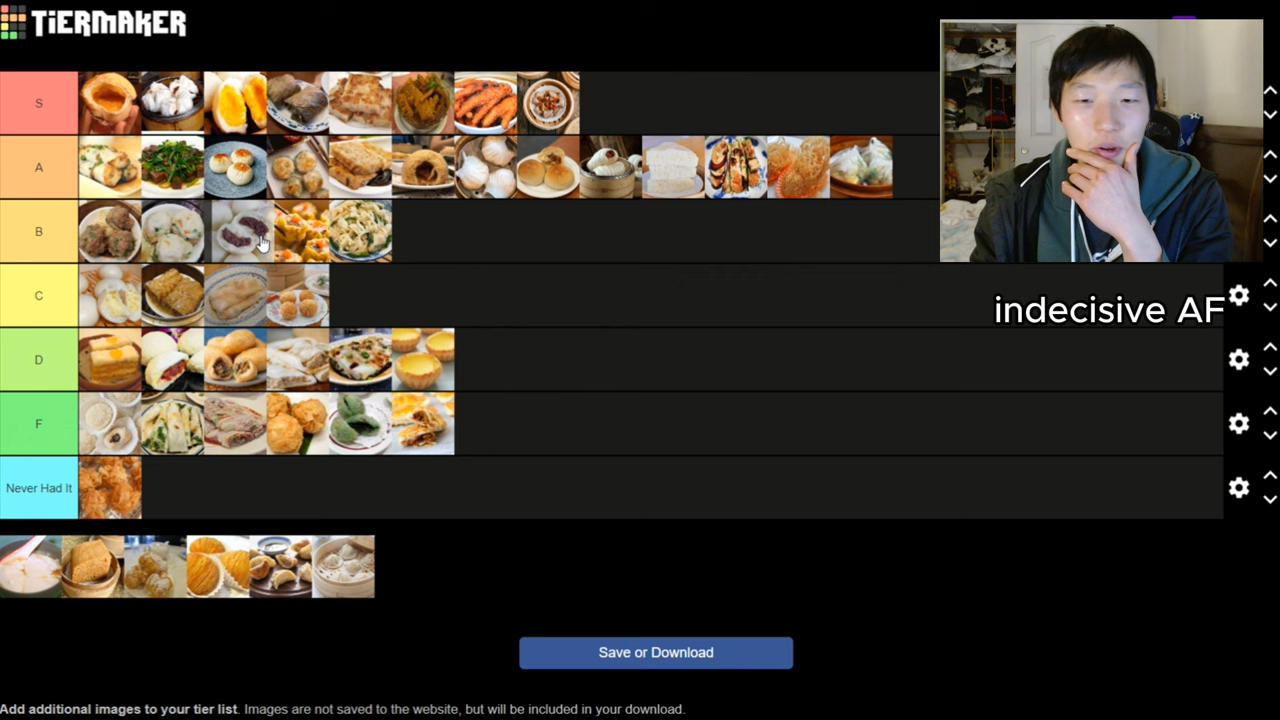 TiERMAKER
S
A
B
C
indecisive AF
D
F
Never Had It
Save or Download
Add additional images to your tier list. Images are not saved to the website, but will be included in your download.